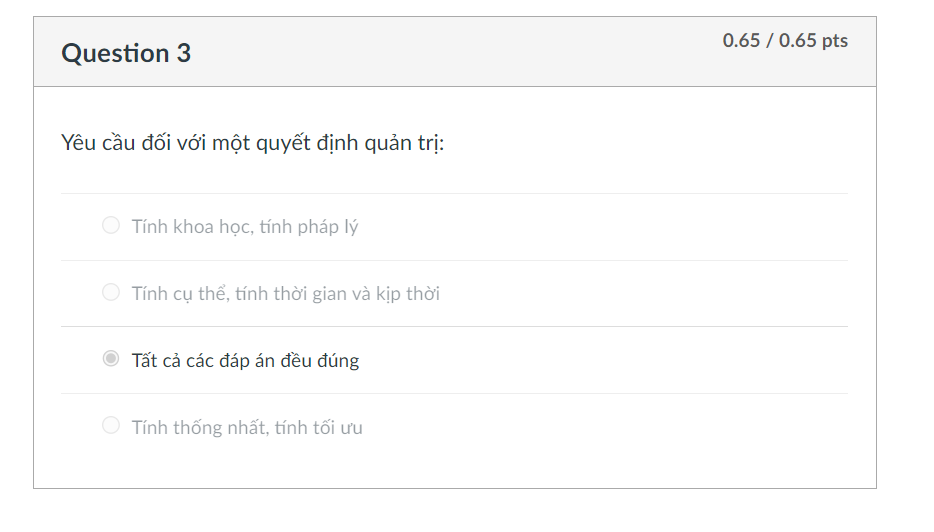 Question 3
0.65 / 0.65 pts
Yêu cầu đối với một quyết định quản trị:
Tính khoa học, tính pháp lý
Tính cụ thể, tính thời gian và kịp thời
Tất cả các đáp án đều đúng
Tính thống nhất, tính tối ưu